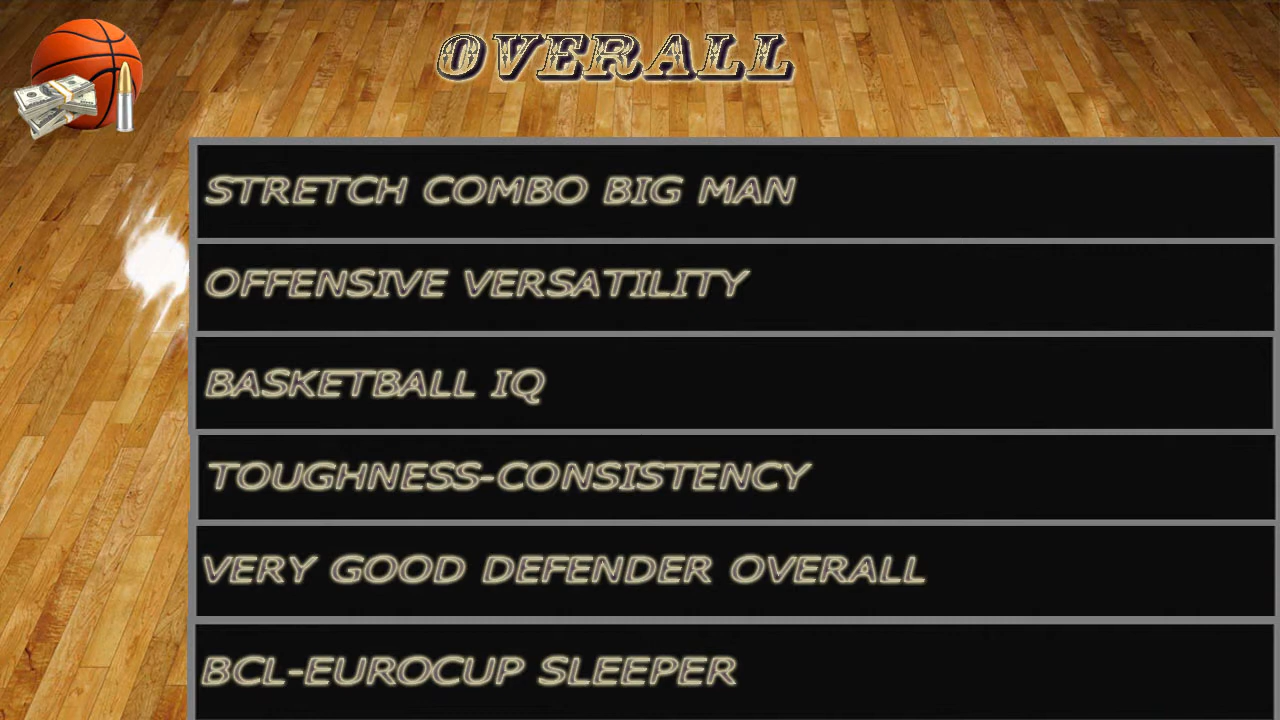 OVERALL
STRETCH COMBO BIG MAN
OFFENSIVE VERSATILITY
BASKETBALL IQ
TOUGHNESS-CONSISTENCY
VERY GOOD DEFENDER OVERALL
BCL-EUROCUP SLEEPER